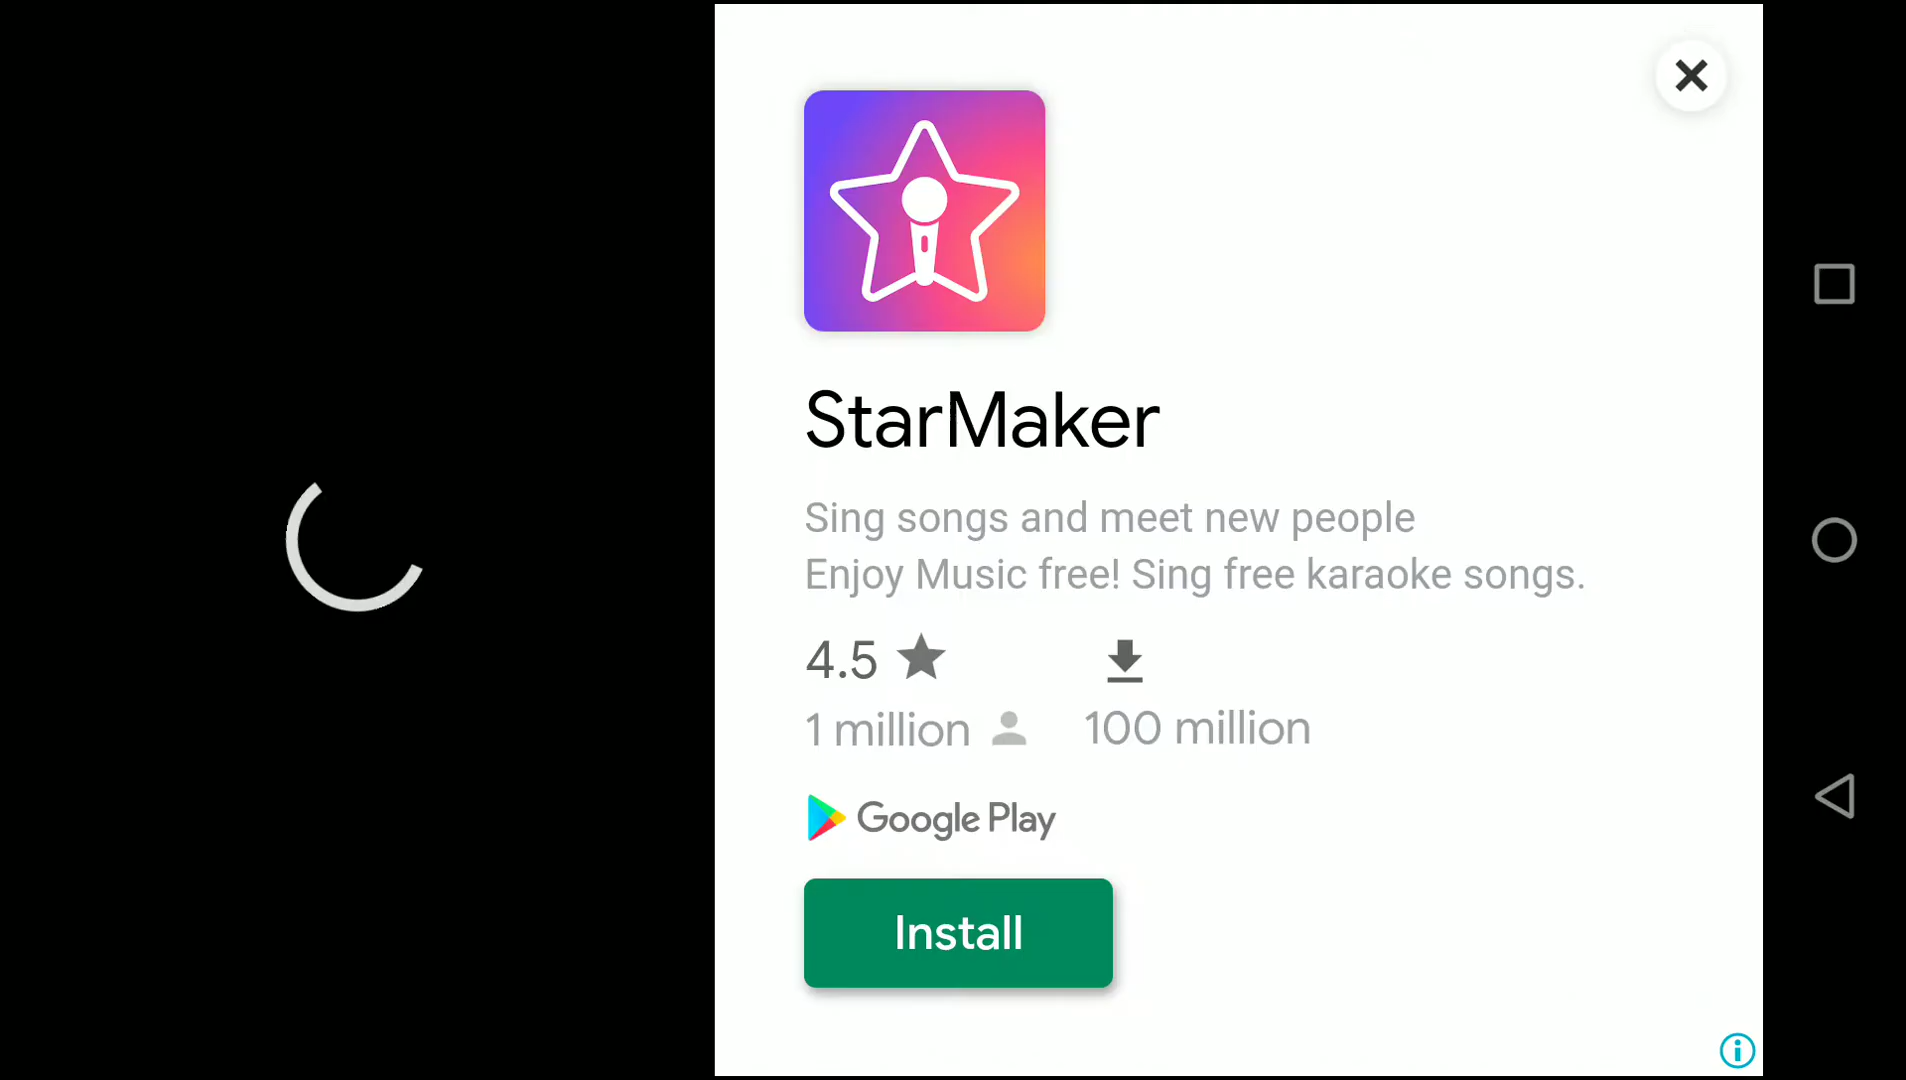 StarMaker
Sing songs and meet new people
Enjoy Music free! Sing free karaoke songs.
4.5
1 million
100 million
Google Play
Install